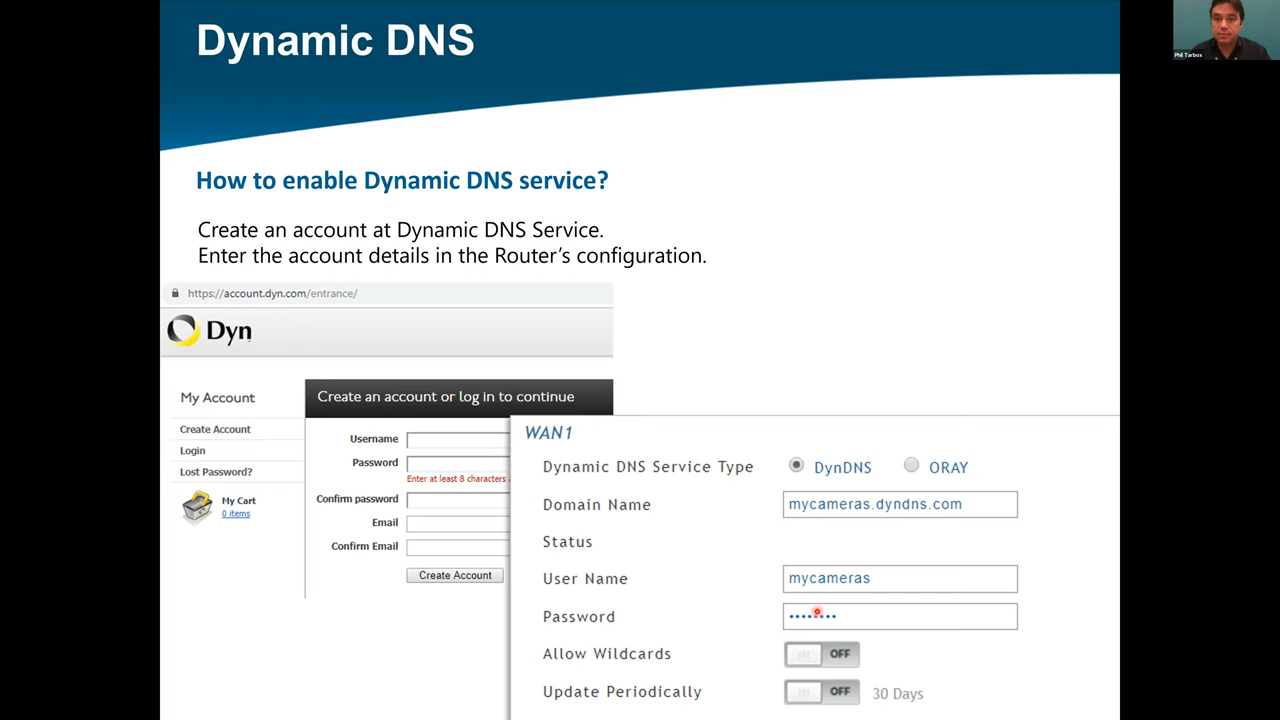 Dynamic DNS
Phil Tarbox
How to enable Dynamic DNS service?
Create an account at Dynamic DNS Service.
Enter the account details in the Router's configuration.
https://account.dyn.com/entrance/
Dyn
My Account
Create Account
Login
Lost Password?
My Cart
0 items
Create an account or log in to continue
Username
Password
Enter at least 8 characters
Confirm password
Email
Confirm Email
Create Account
WAN1
Dynamic DNS Service Type DynDNS ORAY
Domain Name mycameras.dyndns.com
Status
User Name mycameras
Password ••••••••
Allow Wildcards OFF
Update Periodically OFF 30 Days